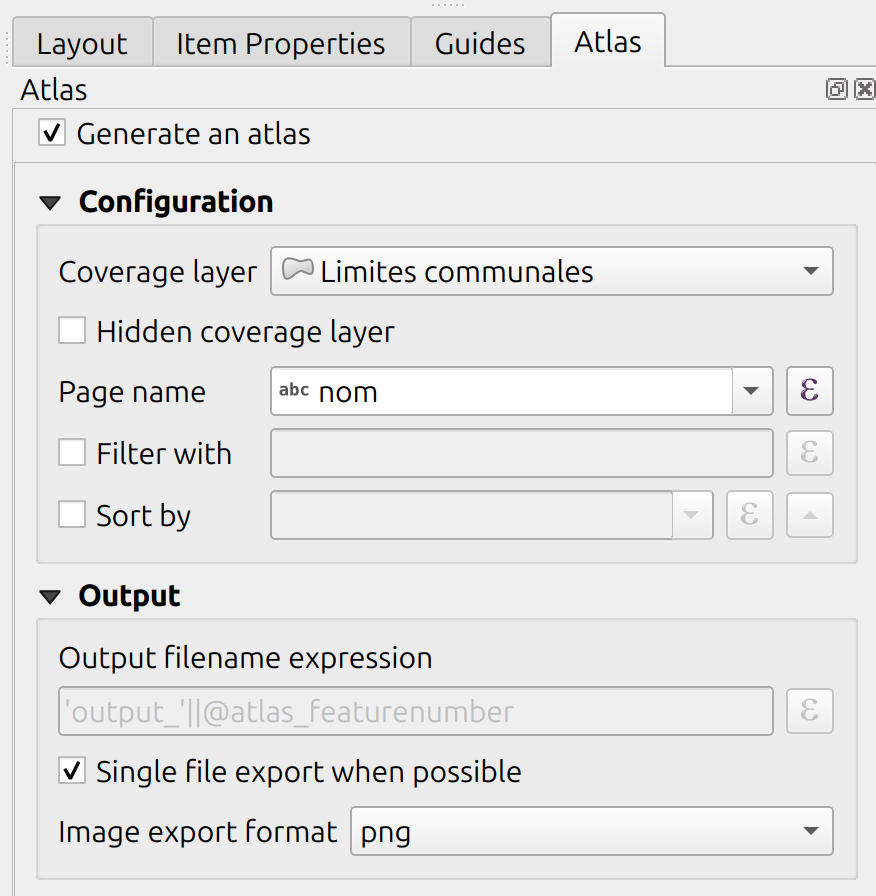 Layout Item Properties Guides Atlas
Atlas
Generate an atlas
Configuration
Coverage layer Limites communales
Hidden coverage layer
Page name abc nom ε
Filter with ε
Sort by ε
Output
Output filename expression
'output_'||@atlas_featurenumber ε
Single file export when possible
Image export format png